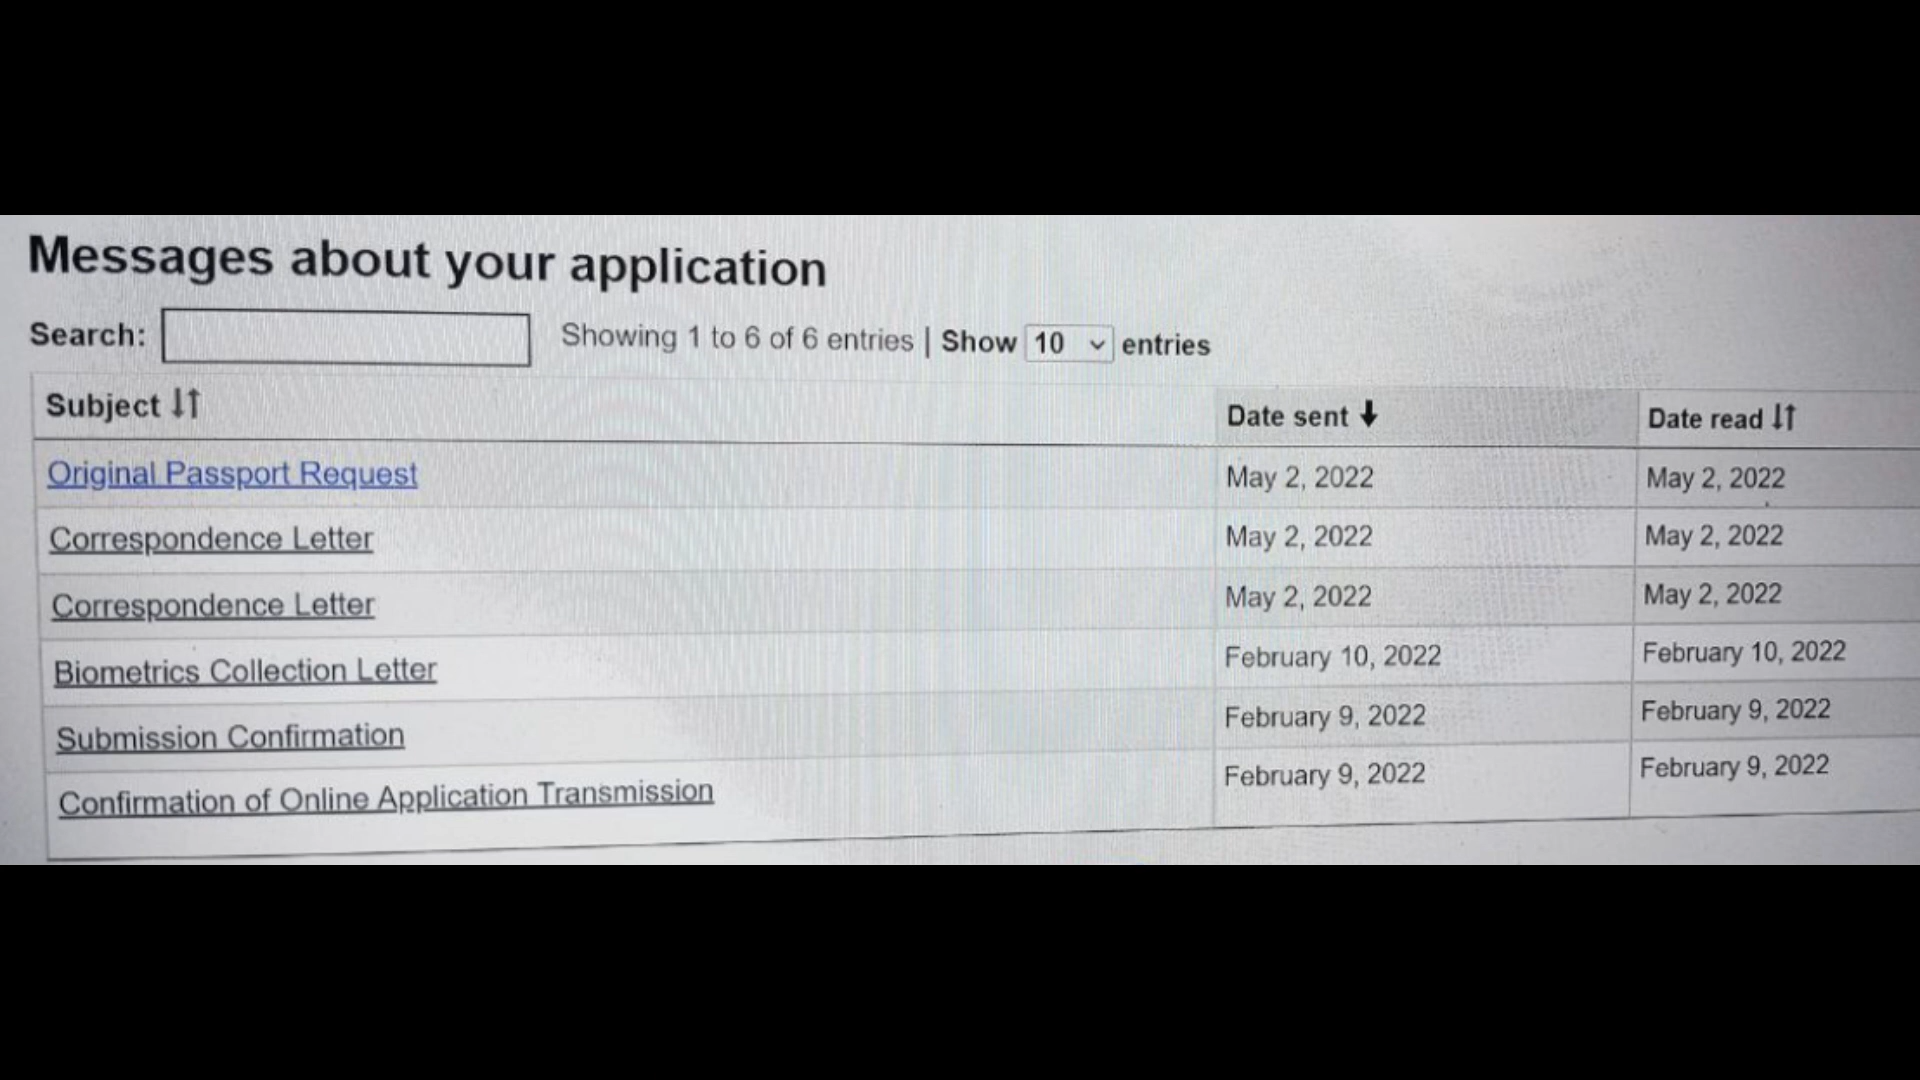 Messages about your application
Search: Showing 1 to 6 of 6 entries | Show 10 entries
Subject Date sent Date read
Original Passport Request May 2, 2022 May 2, 2022
Correspondence Letter May 2, 2022 May 2, 2022
Correspondence Letter May 2, 2022 May 2, 2022
Biometrics Collection Letter February 10, 2022 February 10, 2022
Submission Confirmation February 9, 2022 February 9, 2022
Confirmation of Online Application Transmission February 9, 2022 February 9, 2022